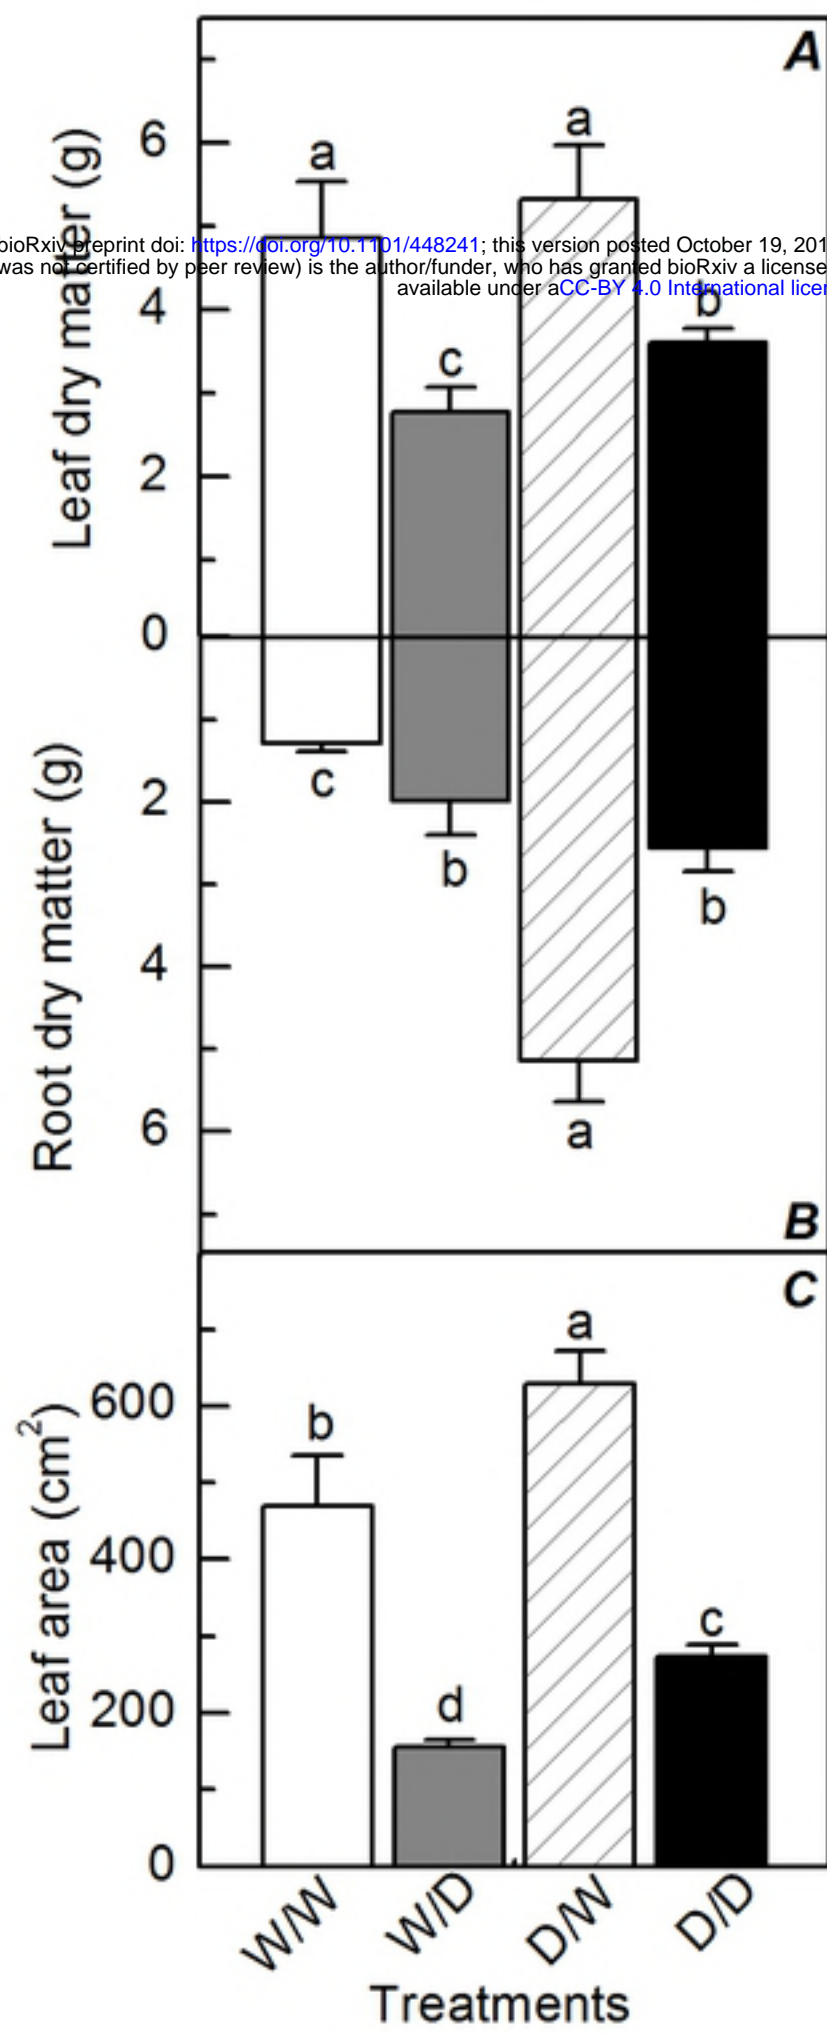 A
Leaf dry matter (g)
6
4
2
0
a
c
a
b
bioRxiv preprint doi: https://doi.org/10.1101/448241; this version posted October 19, 201
was not certified by peer review) is the author/funder, who has granted bioRxiv a license
available under aCC-BY 4.0 International licen
Root dry matter (g)
2
4
6
c
b
a
b
B
C
Leaf area (cm²)
600
400
200
0
b
d
a
c
W/W
W/D
D/W
D/D
Treatments